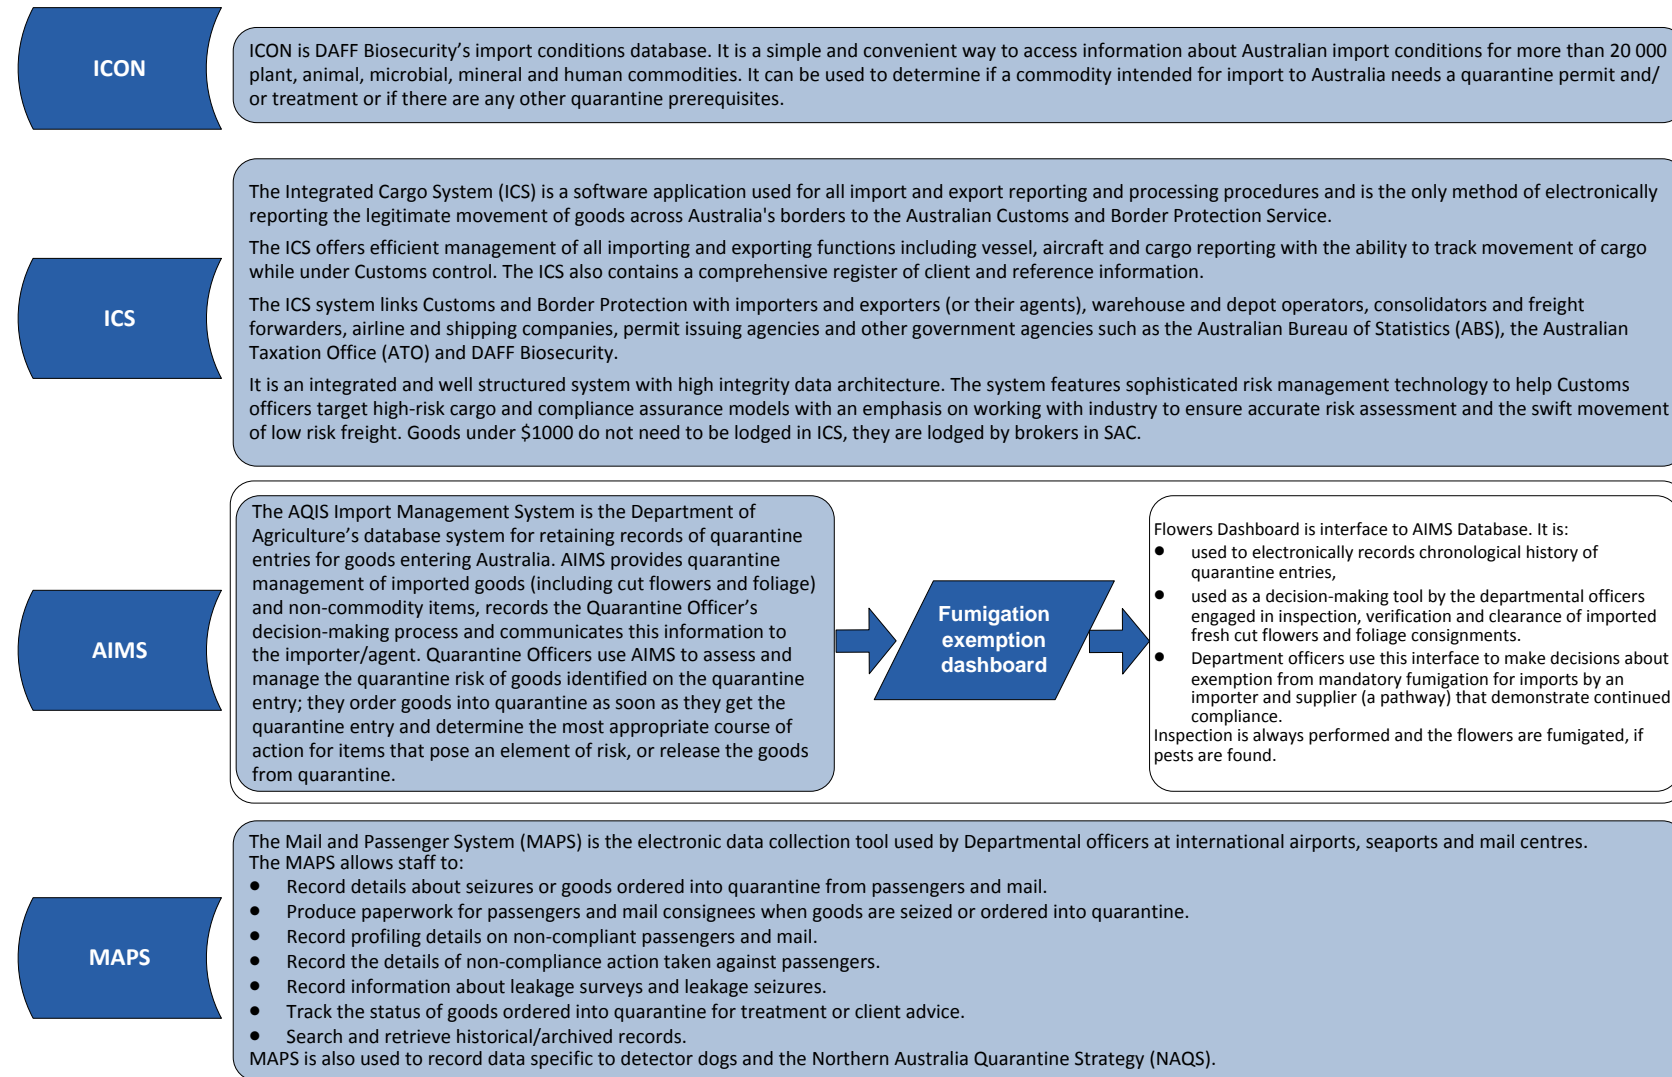 ICON
ICON is DAFF Biosecurity's import conditions database. It is a simple and convenient way to access information about Australian import conditions for more than 20 000
plant, animal, microbial, mineral and human commodities. It can be used to determine if a commodity intended for import to Australia needs a quarantine permit and/
or treatment or if there are any other quarantine prerequisites.
ICS
The Integrated Cargo System (ICS) is a software application used for all import and export reporting and processing procedures and is the only method of electronically
reporting the legitimate movement of goods across Australia's borders to the Australian Customs and Border Protection Service.
The ICS offers efficient management of all importing and exporting functions including vessel, aircraft and cargo reporting with the ability to track movement of cargo
while under Customs control. The ICS also contains a comprehensive register of client and reference information.
The ICS system links Customs and Border Protection with importers and exporters (or their agents), warehouse and depot operators, consolidators and freight
forwarders, airline and shipping companies, permit issuing agencies and other government agencies such as the Australian Bureau of Statistics (ABS), the Australian
Taxation Office (ATO) and DAFF Biosecurity.
It is an integrated and well structured system with high integrity data architecture. The system features sophisticated risk management technology to help Customs
officers target high-risk cargo and compliance assurance models with an emphasis on working with industry to ensure accurate risk assessment and the swift movement
of low risk freight. Goods under $1000 do not need to be lodged in ICS, they are lodged by brokers in SAC.
AIMS
The AQIS Import Management System is the Department of
Agriculture's database system for retaining records of quarantine
entries for goods entering Australia. AIMS provides quarantine
management of imported goods (including cut flowers and foliage)
and non-commodity items, records the Quarantine Officer's
decision-making process and communicates this information to
the importer/agent. Quarantine Officers use AIMS to assess and
manage the quarantine risk of goods identified on the quarantine
entry; they order goods into quarantine as soon as they get the
quarantine entry and determine the most appropriate course of
action for items that pose an element of risk, or release the goods
from quarantine.
Fumigation
exemption
dashboard
Flowers Dashboard is interface to AIMS Database. It is:
● used to electronically records chronological history of
quarantine entries,
● used as a decision-making tool by the departmental officers
engaged in inspection, verification and clearance of imported
fresh cut flowers and foliage consignments.
● Department officers use this interface to make decisions about
exemption from mandatory fumigation for imports by an
importer and supplier (a pathway) that demonstrate continued
compliance.
Inspection is always performed and the flowers are fumigated, if
pests are found.
MAPS
The Mail and Passenger System (MAPS) is the electronic data collection tool used by Departmental officers at international airports, seaports and mail centres.
The MAPS allows staff to:
● Record details about seizures or goods ordered into quarantine from passengers and mail.
● Produce paperwork for passengers and mail consignees when goods are seized or ordered into quarantine.
● Record profiling details on non-compliant passengers and mail.
● Record the details of non-compliance action taken against passengers.
● Record information about leakage surveys and leakage seizures.
● Track the status of goods ordered into quarantine for treatment or client advice.
● Search and retrieve historical/archived records.
MAPS is also used to record data specific to detector dogs and the Northern Australia Quarantine Strategy (NAQS).